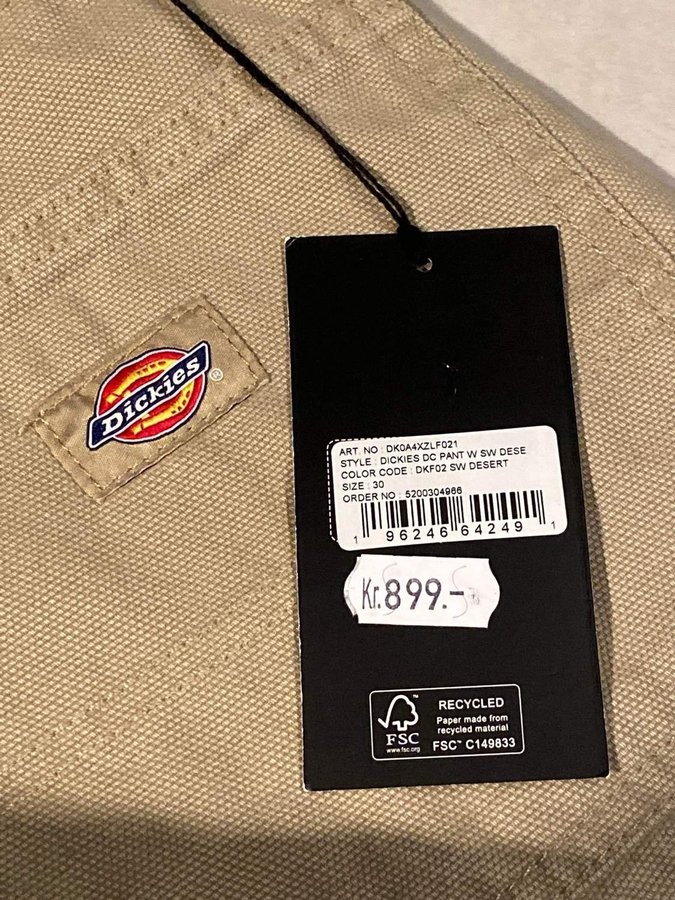 Dickies®
ART. NO : DK0A4XZLF021
STYLE : DICKIES DC PANT W SW DESE
COLOR CODE : DKF02 SW DESERT
SIZE : 30
ORDER NO : 5200304966
1 96246 64249 1
Kr. 899.-
FSC™
www.fsc.org
RECYCLED
Paper made from
recycled material
FSC™ C149833